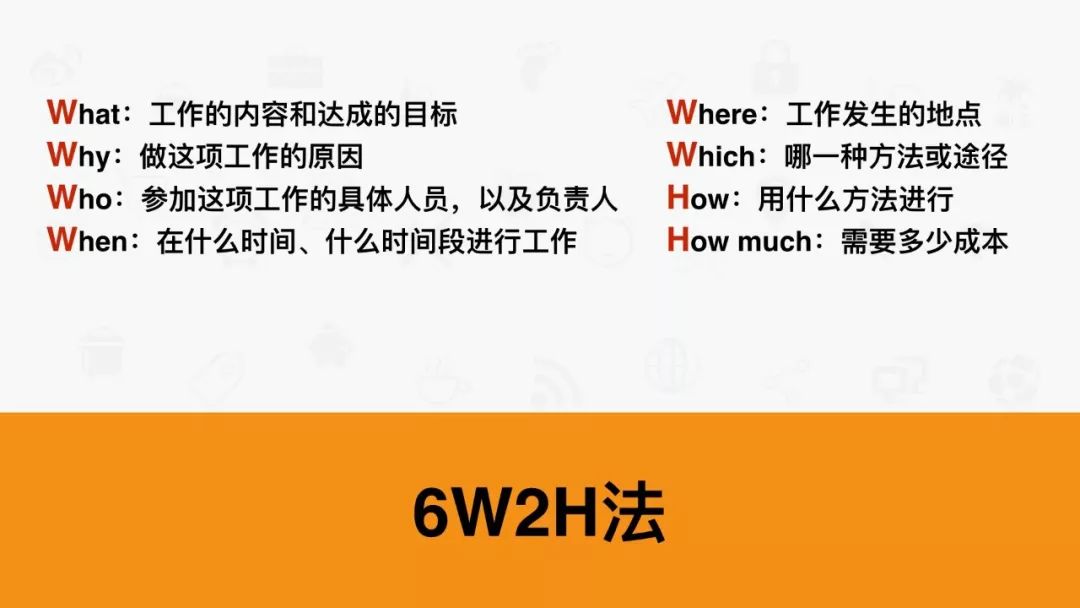 What：工作的内容和达成的目标
Why：做这项工作的原因
Who：参加这项工作的具体人员，以及负责人
When：在什么时间、什么时间段进行工作
Where：工作发生的地点
Which：哪一种方法或途径
How：用什么方法进行
How much：需要多少成本
6W2H法